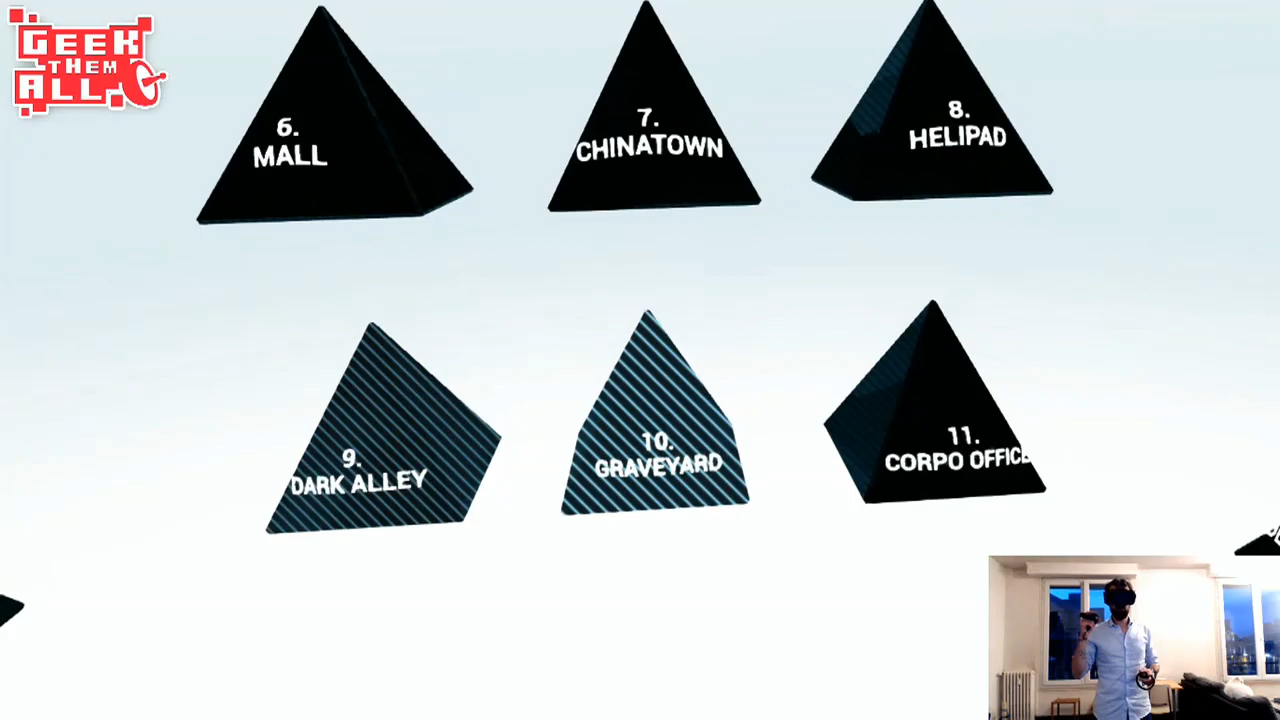 GEEK
THEM
ALL
6.
MALL
7.
CHINATOWN
8.
HELIPAD
9.
DARK ALLEY
10.
GRAVEYARD
11.
CORPO OFFICE